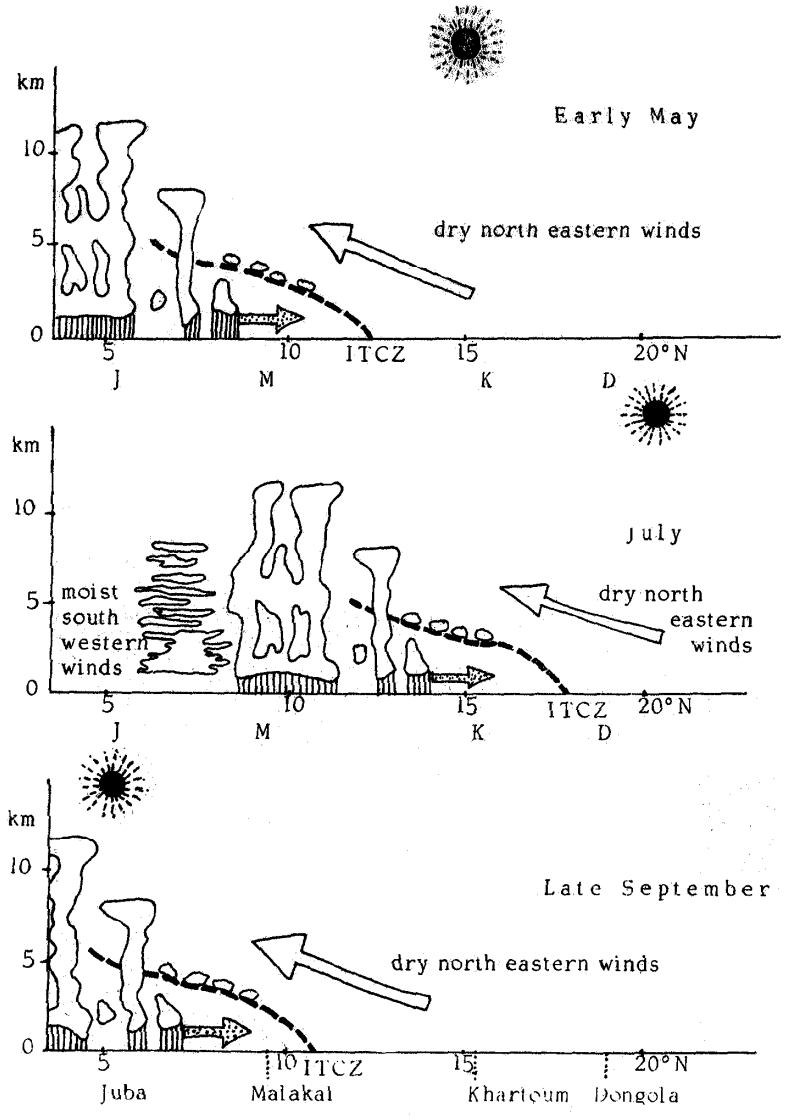 km
Early May
10
dry north eastern winds
5
0
5 10 ITCZ 15 20°N
J M K D
km
10
July
moist
south
western
winds
dry north
eastern
winds
5
0
5 10 15 ITCZ 20°N
J M K D
km
10
Late September
5
dry north eastern winds
0
5 10 ITCZ 15 20°N
Juba Malakal Khartoum Dongola